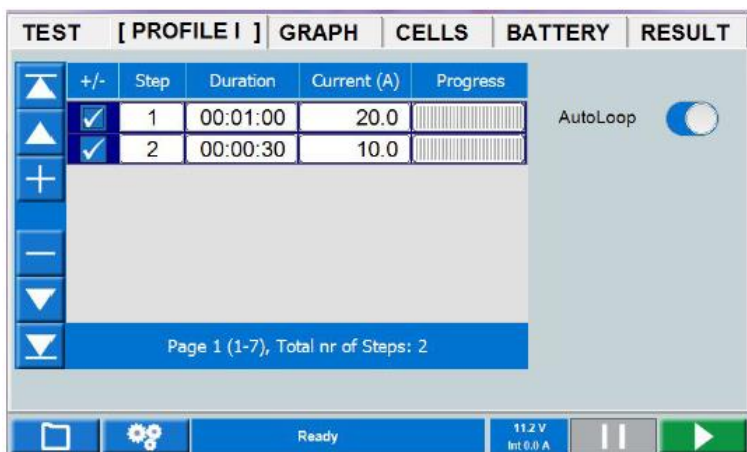 TEST [ PROFILE I ] GRAPH CELLS BATTERY RESULT
+/- Step Duration Current (A) Progress
1 00:01:00 20.0
2 00:00:30 10.0
AutoLoop
Page 1 (1-7), Total nr of Steps: 2
Ready
11.2 V
Int 0.0 A